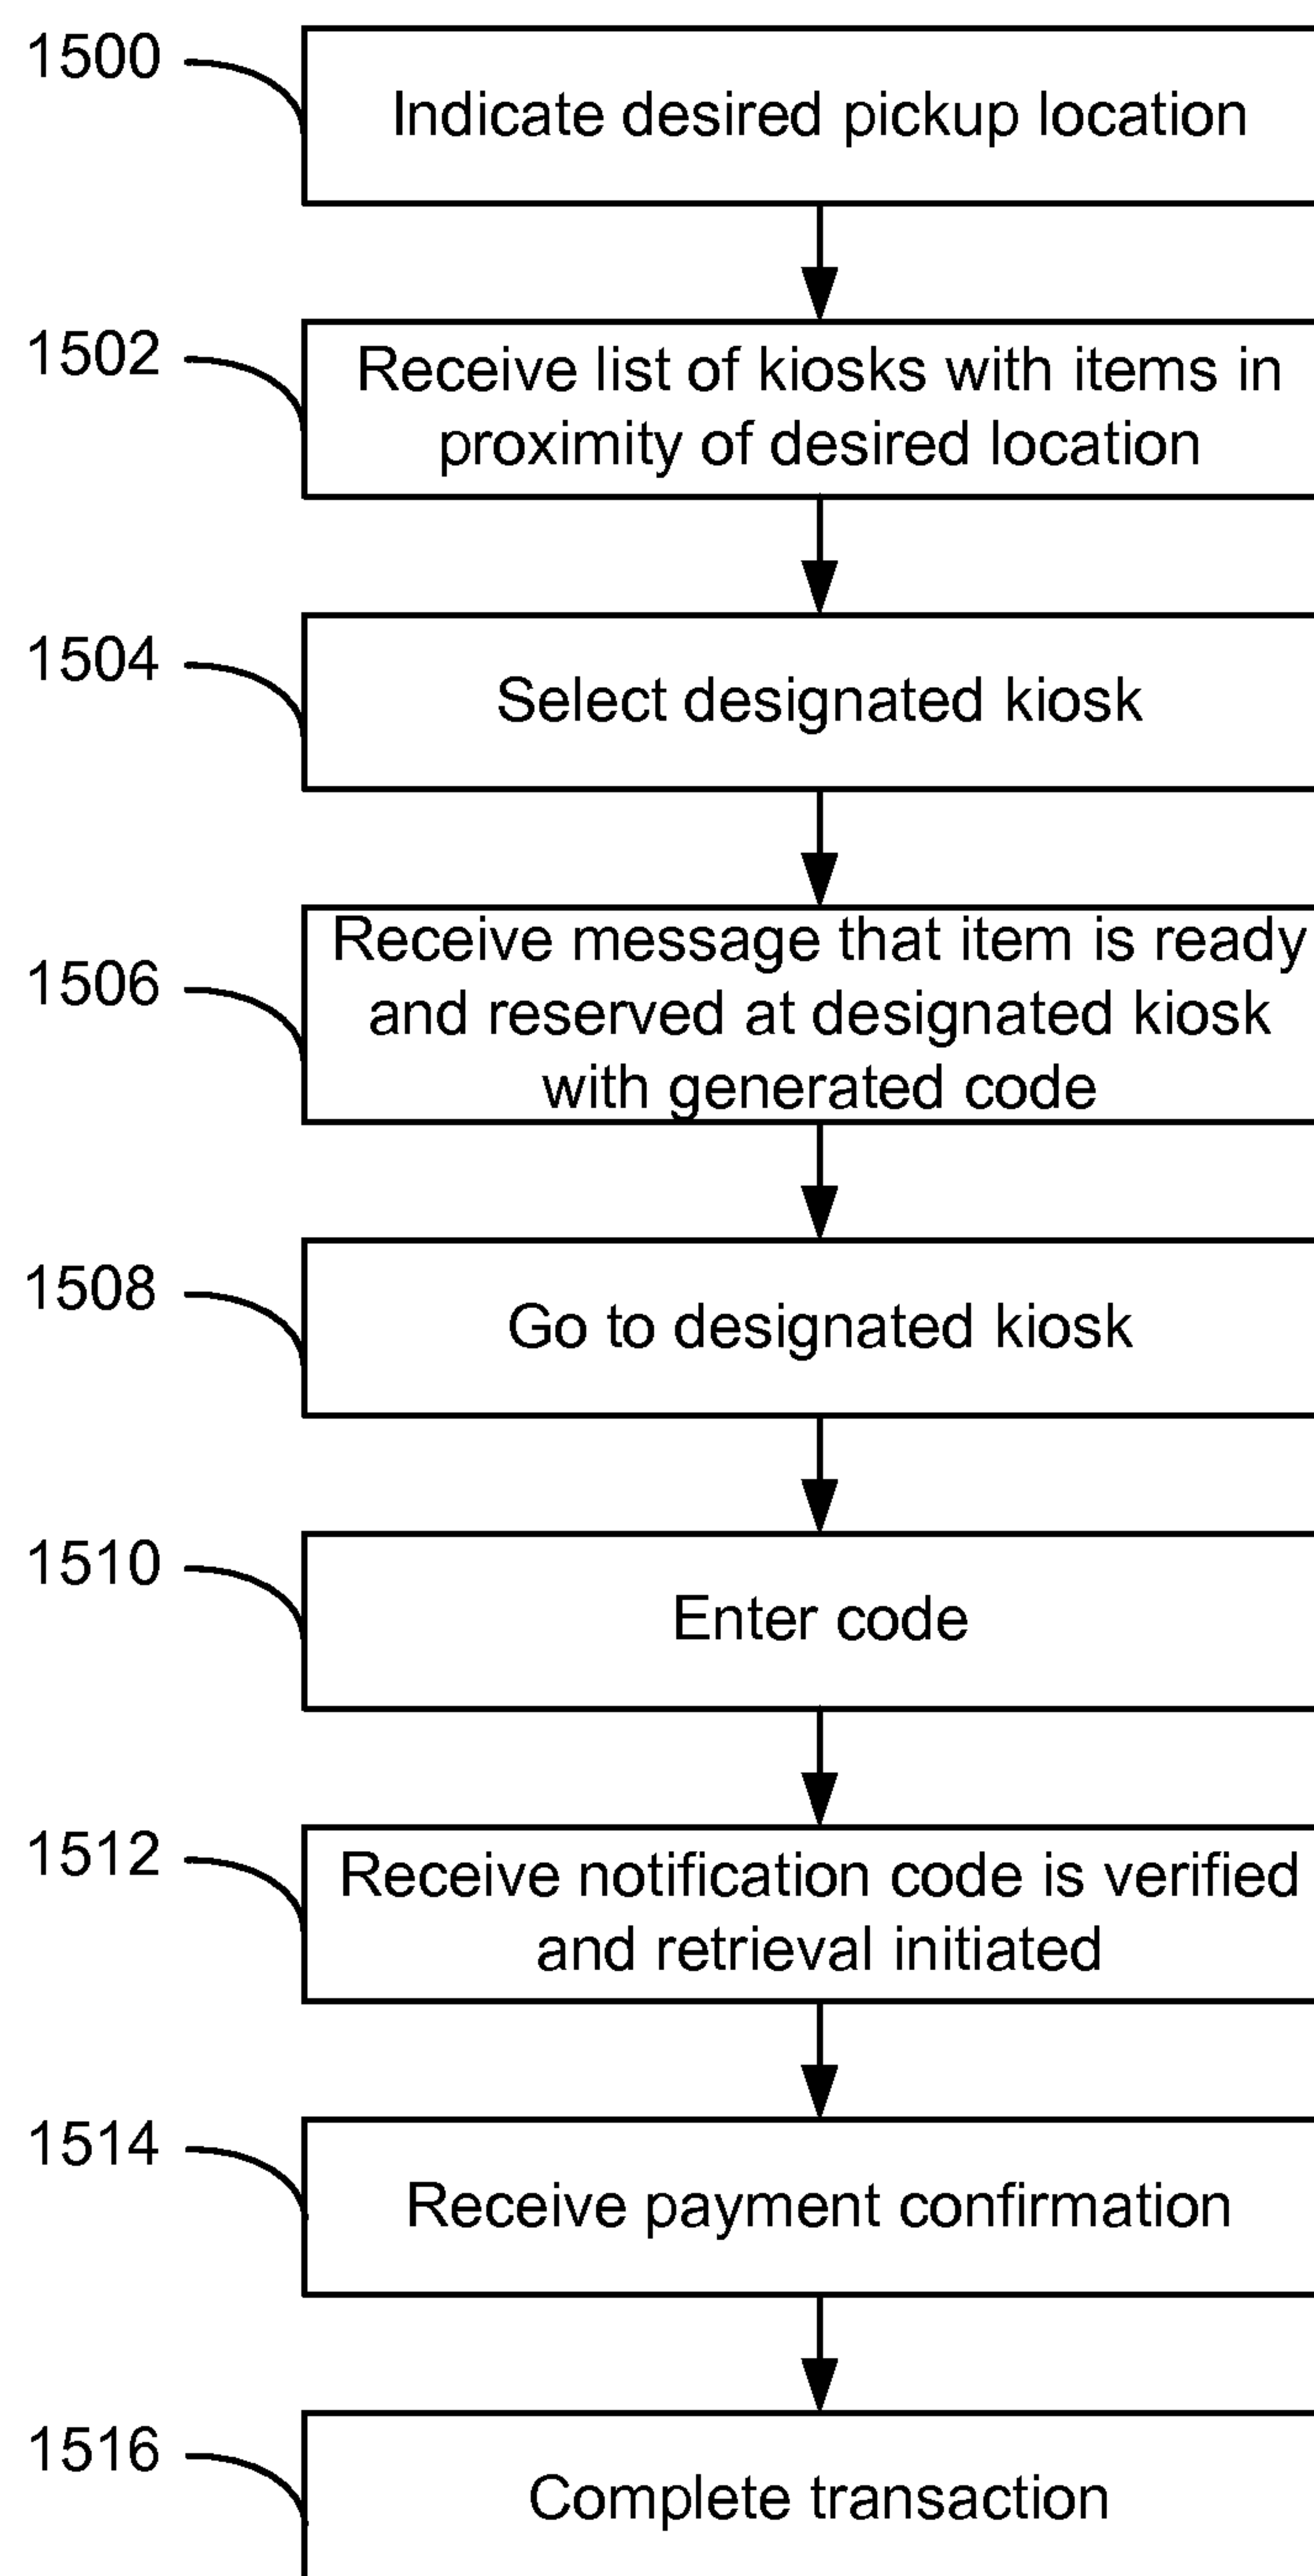 1500
Indicate desired pickup location
1502
Receive list of kiosks with items in
proximity of desired location
1504
Select designated kiosk
1506
Receive message that item is ready
and reserved at designated kiosk
with generated code
1508
Go to designated kiosk
1510
Enter code
1512
Receive notification code is verified
and retrieval initiated
1514
Receive payment confirmation
1516
Complete transaction